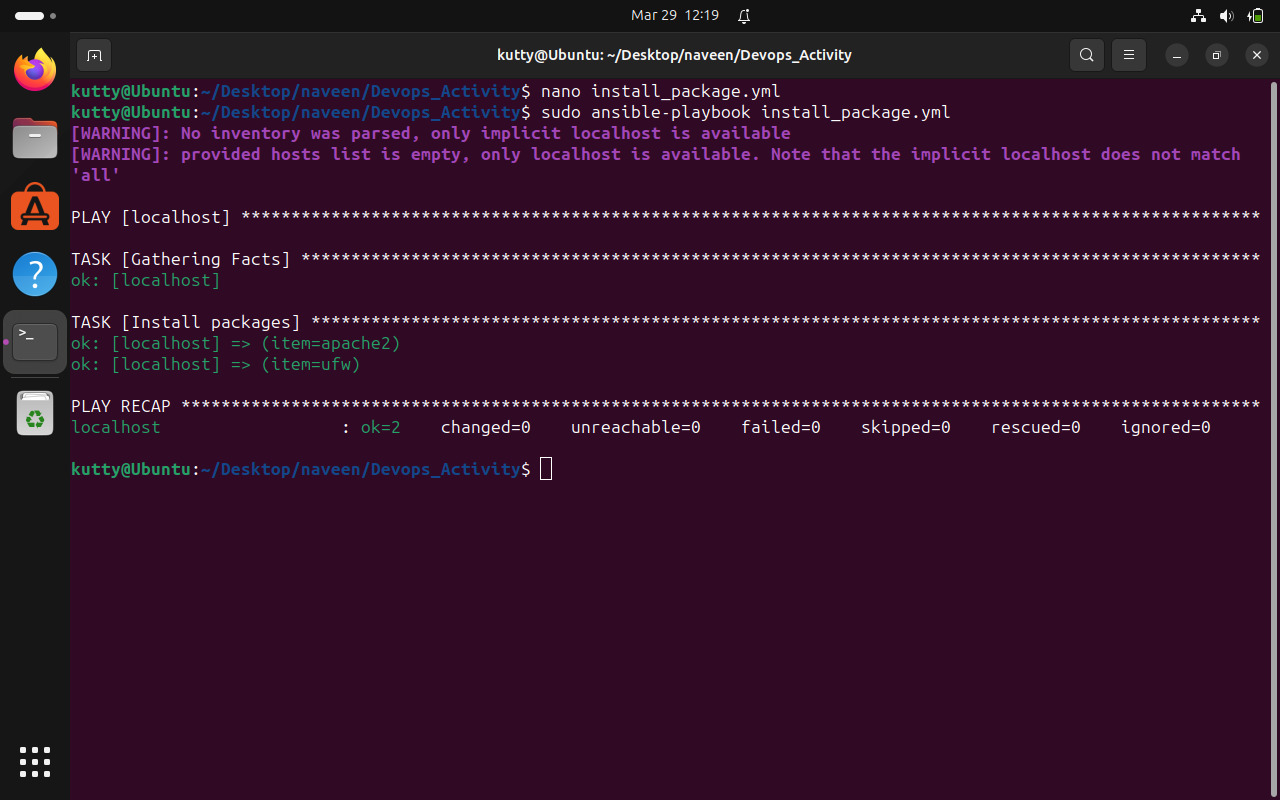 Mar 29 12:19
kutty@Ubuntu: ~/Desktop/naveen/Devops_Activity
kutty@Ubuntu:~/Desktop/naveen/Devops_Activity$ nano install_package.yml
kutty@Ubuntu:~/Desktop/naveen/Devops_Activity$ sudo ansible-playbook install_package.yml
[WARNING]: No inventory was parsed, only implicit localhost is available
[WARNING]: provided hosts list is empty, only localhost is available. Note that the implicit localhost does not match
'all'
PLAY [localhost] ******************************************************************************************************
TASK [Gathering Facts] ************************************************************************************************
ok: [localhost]
TASK [Install packages] ***********************************************************************************************
ok: [localhost] => (item=apache2)
ok: [localhost] => (item=ufw)
PLAY RECAP ************************************************************************************************************
localhost                  : ok=2    changed=0    unreachable=0    failed=0    skipped=0    rescued=0    ignored=0
kutty@Ubuntu:~/Desktop/naveen/Devops_Activity$